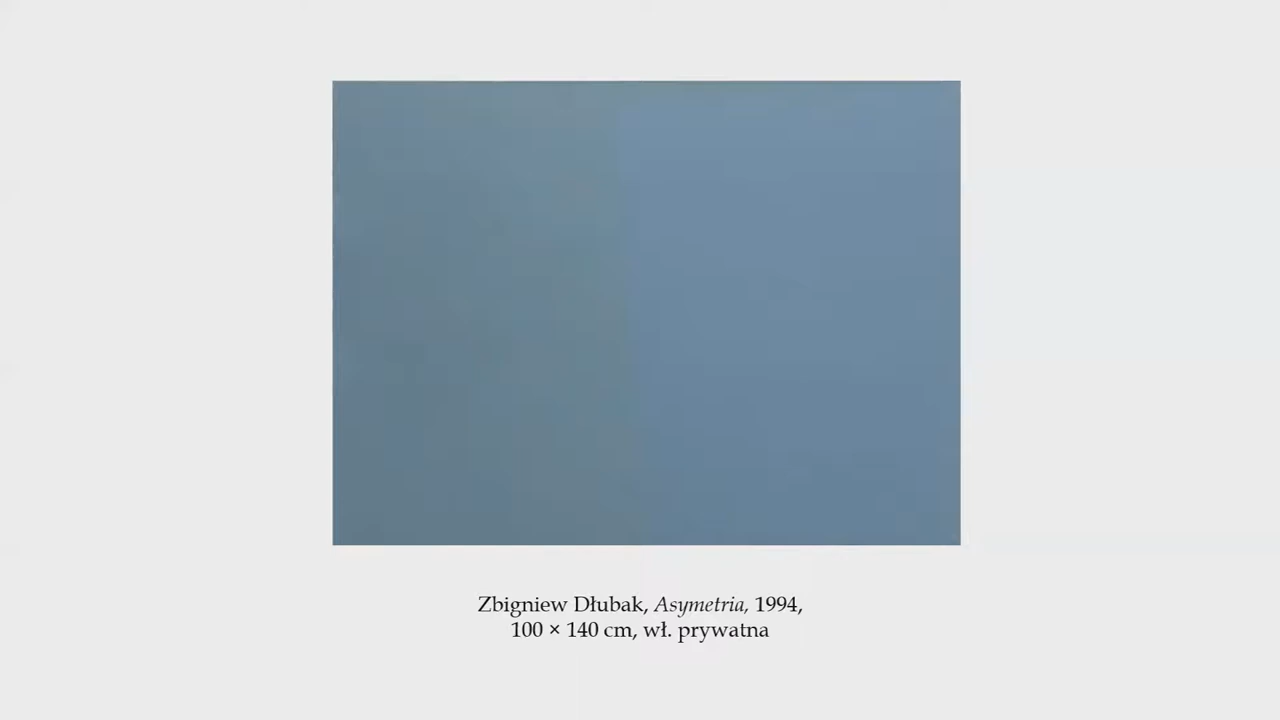 Zbigniew Dłubak, Asymetria, 1994,
100 × 140 cm, wł. prywatna